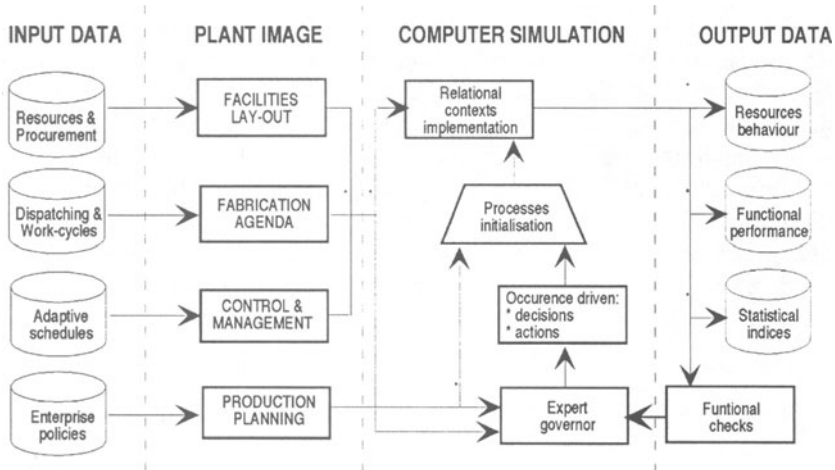 INPUT DATA
PLANT IMAGE
COMPUTER SIMULATION
OUTPUT DATA
Resources &
Procurement
FACILITIES
LAY-OUT
Relational
contexts
implementation
Resources
behaviour
Dispatching &
Work-cycles
FABRICATION
AGENDA
Processes
initialisation
Functional
performance
Adaptive
schedules
CONTROL &
MANAGEMENT
Occurence driven:
* decisions
* actions
Statistical
indices
Enterprise
policies
PRODUCTION
PLANNING
Expert
governor
Funtional
checks